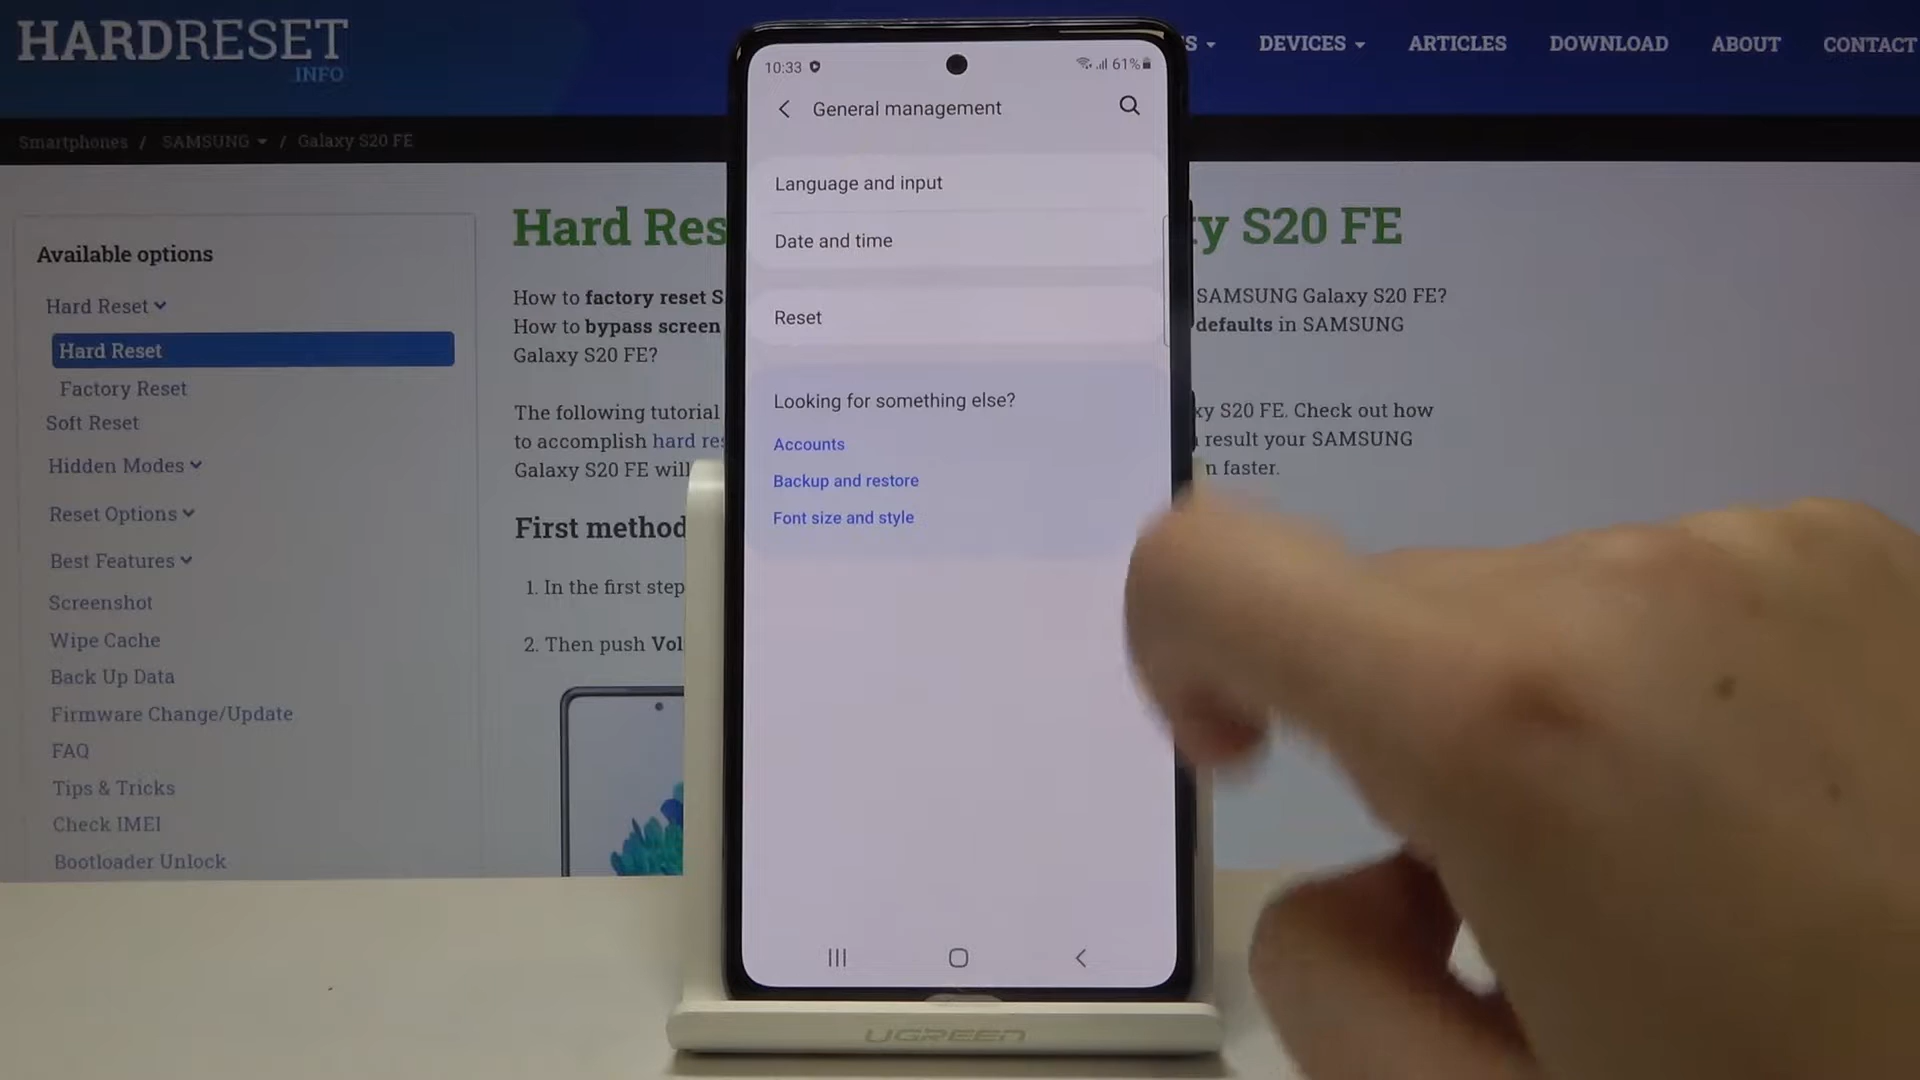 HARDRESET
.INFO
DEVICES
ARTICLES
DOWNLOAD
ABOUT
CONTACT
Smartphones / SAMSUNG / Galaxy S20 FE
Available options
Hard Reset
Hard Reset
Factory Reset
Soft Reset
Hidden Modes
Reset Options
Best Features
Screenshot
Wipe Cache
Back Up Data
Firmware Change/Update
FAQ
Tips & Tricks
Check IMEI
Bootloader Unlock
Hard Res
y S20 FE
How to factory reset S
SAMSUNG Galaxy S20 FE?
How to bypass screen
defaults in SAMSUNG
Galaxy S20 FE?
The following tutorial
xy S20 FE. Check out how
to accomplish hard res
result your SAMSUNG
Galaxy S20 FE will
n faster.
First method
1. In the first step
2. Then push Vol
10:33
61%
General management
Language and input
Date and time
Reset
Looking for something else?
Accounts
Backup and restore
Font size and style
UGREEN